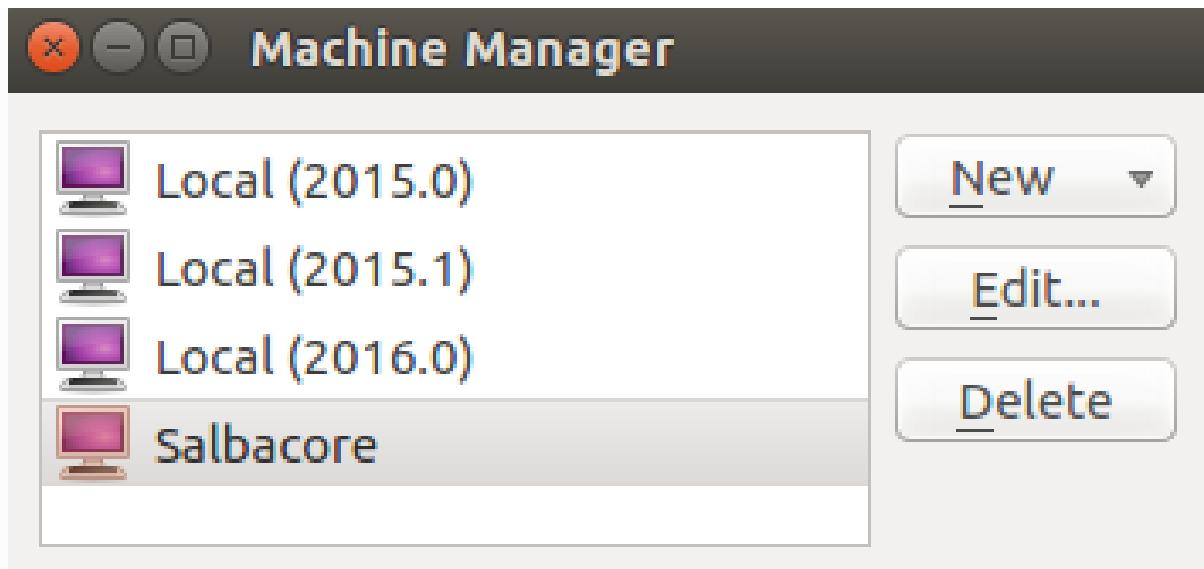 Machine Manager
Local (2015.0)
Local (2015.1)
Local (2016.0)
Salbacore
New
Edit...
Delete